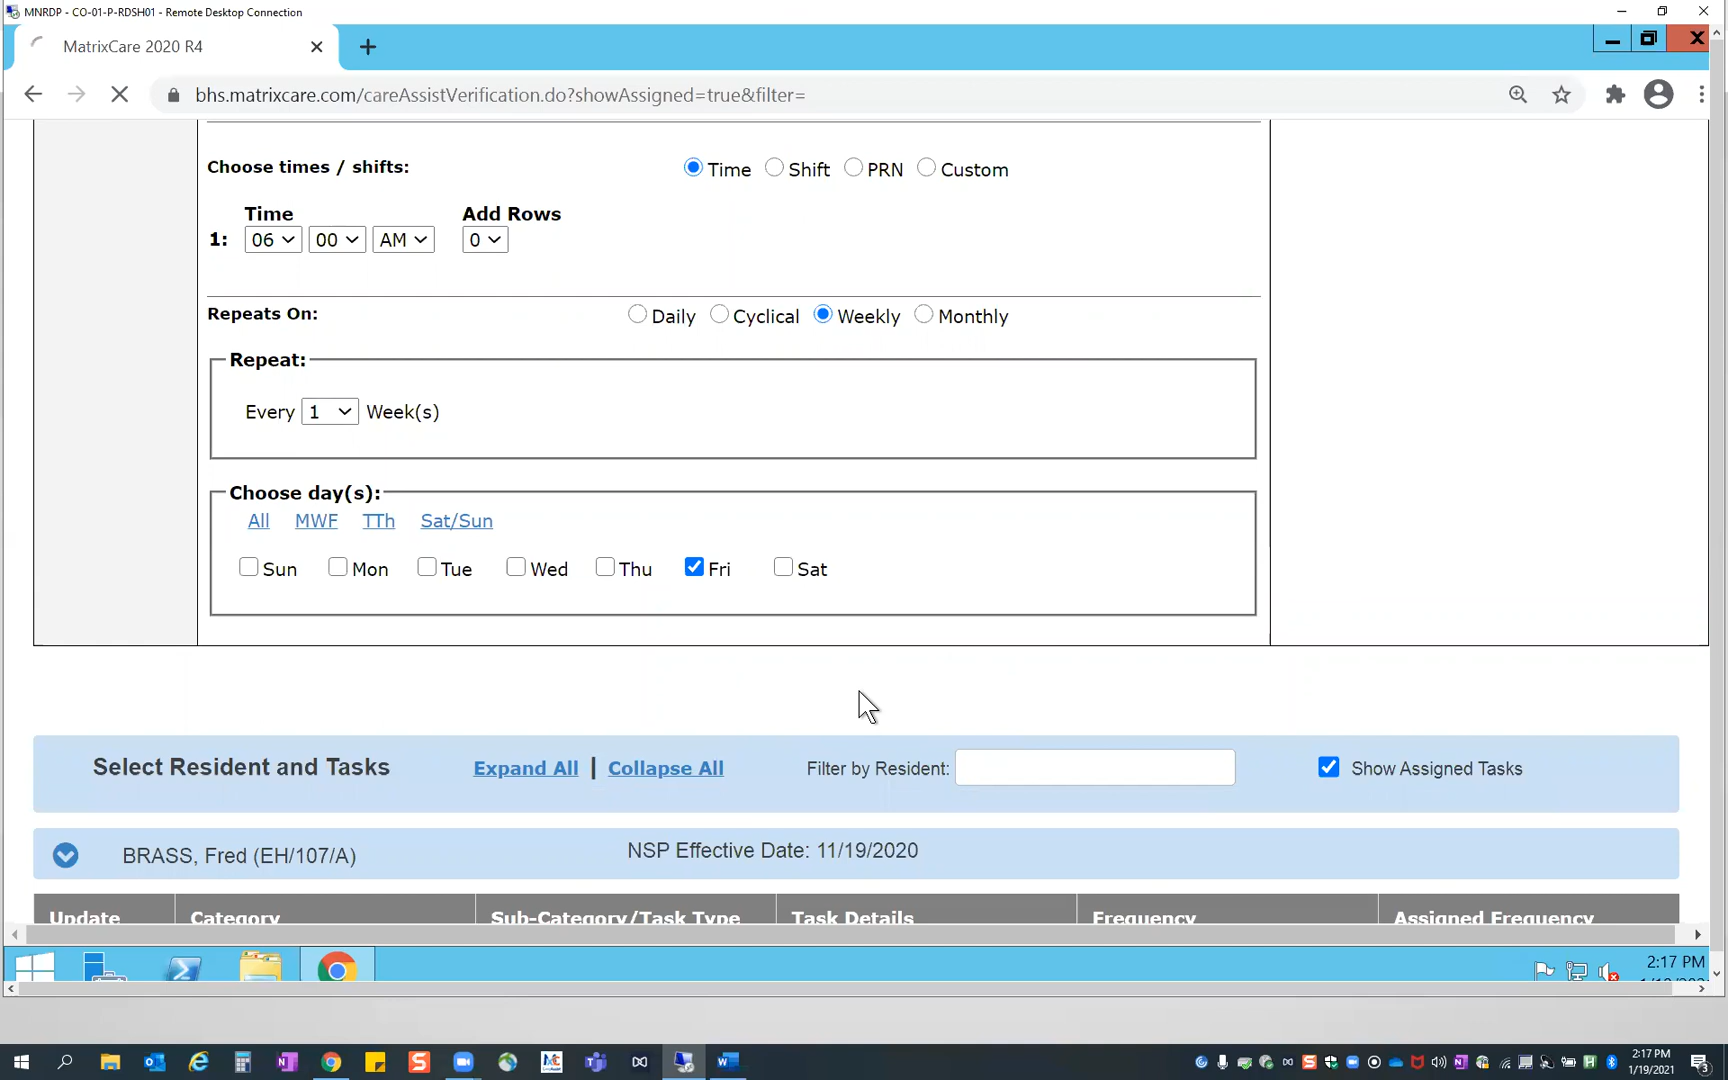 MNRDP - CO-01-P-RDSH01 - Remote Desktop Connection
MatrixCare 2020 R4
bhs.matrixcare.com/careAssistVerification.do?showAssigned=true&filter=
Choose times / shifts: Time Shift PRN Custom
Time Add Rows
1: 06 00 AM 0
Repeats On: Daily Cyclical Weekly Monthly
Repeat:
Every 1 Week(s)
Choose day(s):
All MWF TTh Sat/Sun
Sun Mon Tue Wed Thu Fri Sat
Select Resident and Tasks Expand All | Collapse All Filter by Resident: Show Assigned Tasks
BRASS, Fred (EH/107/A) NSP Effective Date: 11/19/2020
Update Category Sub-Category/Task Type Task Details Frequency Assigned Frequency
2:17 PM
2:17 PM
1/19/2021